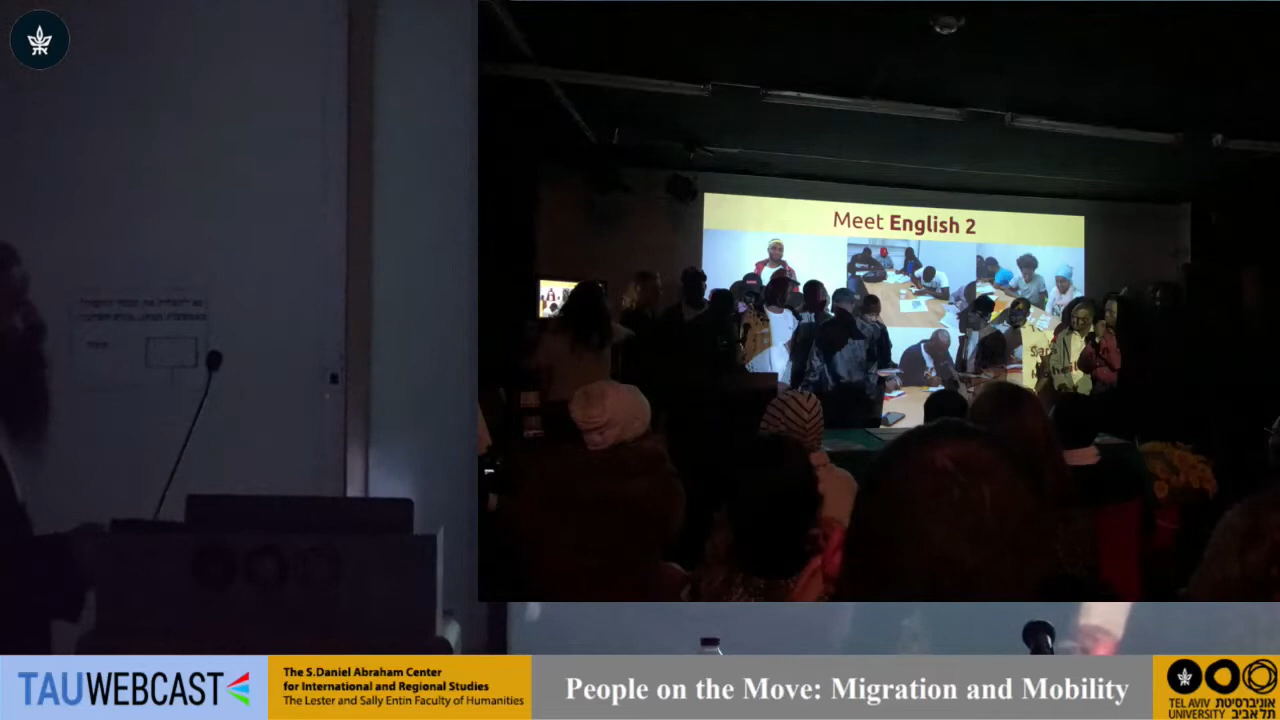 Meet English 2
TAUWEBCAST
The S.Daniel Abraham Center
for International and Regional Studies
The Lester and Sally Entin Faculty of Humanities
People on the Move: Migration and Mobility
TEL AVIV אוניברסיטת
UNIVERSITY תל אביב